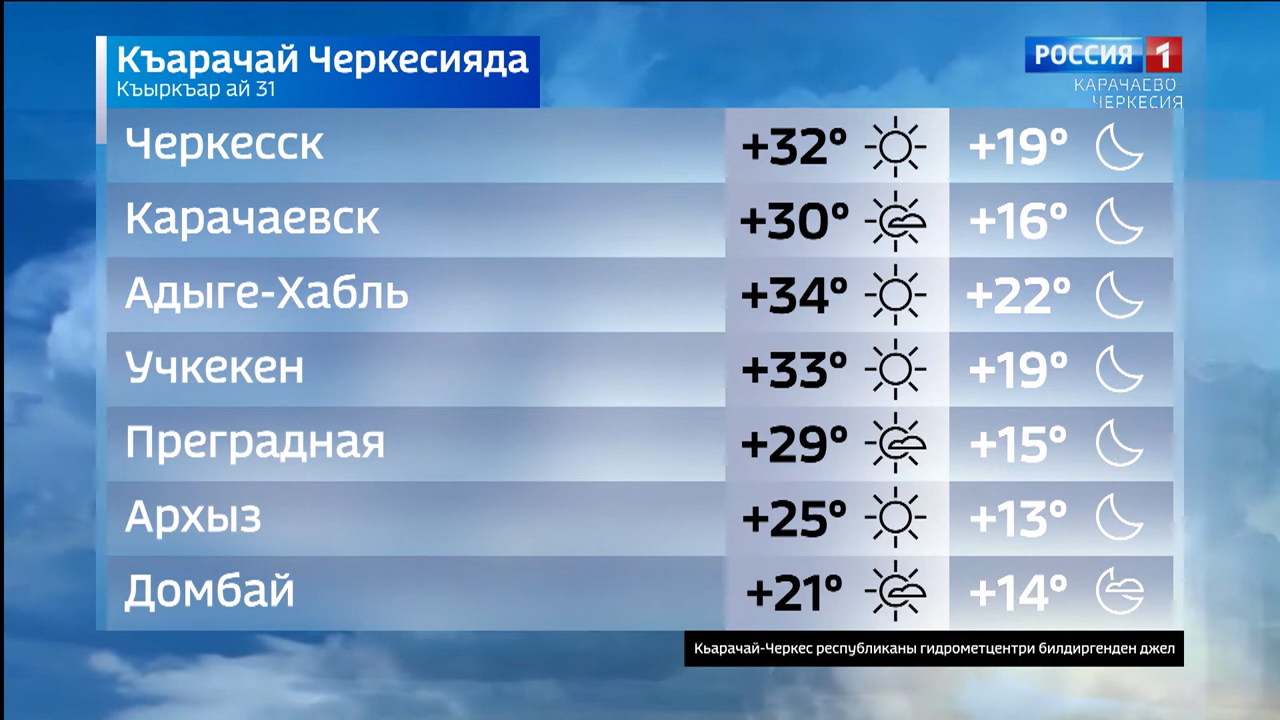 Къарачай Черкесияда
Къыркъар ай 31
РОССИЯ 1
КАРАЧАЕВО-
ЧЕРКЕСИЯ
Черкесск +32° +19°
Карачаевск +30° +16°
Адыге-Хабль +34° +22°
Учкекен +33° +19°
Преградная +29° +15°
Архыз +25° +13°
Домбай +21° +14°
Кьарачай-Черкес республиканы гидрометцентри билдиргенден джел